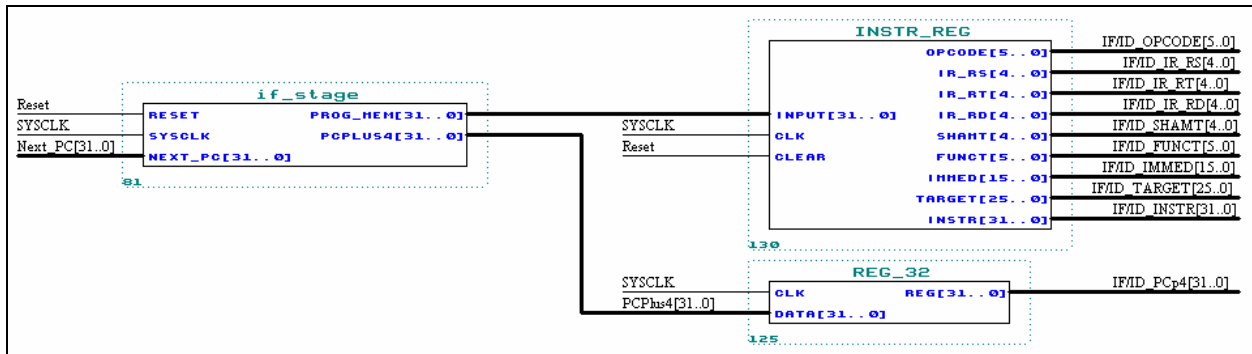 INSTR_REG
OPCODE[5..0] IF/ID_OPCODE[5..0]
IR_RS[4..0] IF/ID_IR_RS[4..0]
if_stage
IR_RT[4..0] IF/ID_IR_RT[4..0]
Reset RESET PROG_MEM[31..0] INPUT[31..0] IR_RD[4..0] IF/ID_IR_RD[4..0]
SYSCLK SYSCLK PCPLUS4[31..0] SYSCLK CLK SHAMT[4..0] IF/ID_SHAMT[4..0]
Next_PC[31..0] NEXT_PC[31..0] Reset CLEAR FUNCT[5..0] IF/ID_FUNCT[5..0]
81 IMMED[15..0] IF/ID_IMMED[15..0]
TARGET[25..0] IF/ID_TARGET[25..0]
INSTR[31..0] IF/ID_INSTR[31..0]
130
REG_32
SYSCLK CLK REG[31..0] IF/ID_PCp4[31..0]
PCPlus4[31..0] DATA[31..0]
125